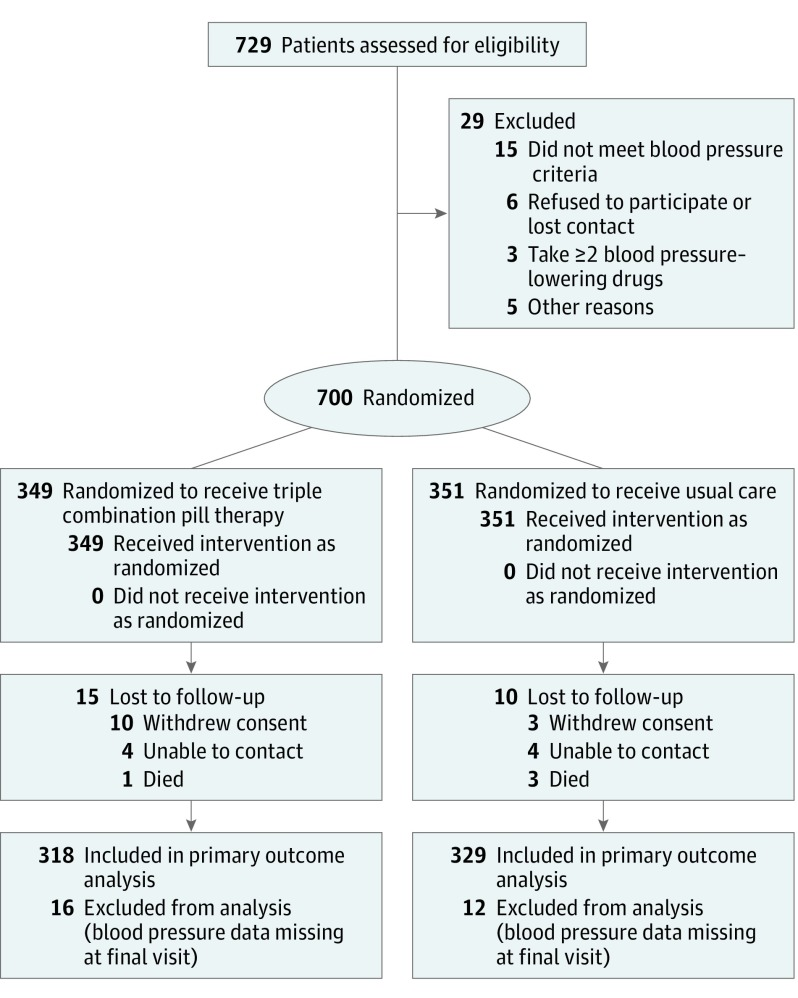 729 Patients assessed for eligibility
29 Excluded
15 Did not meet blood pressure
criteria
6 Refused to participate or
lost contact
3 Take ≥2 blood pressure–
lowering drugs
5 Other reasons
700 Randomized
349 Randomized to receive triple
combination pill therapy
349 Received intervention as
randomized
0 Did not receive intervention
as randomized
351 Randomized to receive usual care
351 Received intervention as
randomized
0 Did not receive intervention
as randomized
15 Lost to follow-up
10 Withdrew consent
4 Unable to contact
1 Died
10 Lost to follow-up
3 Withdrew consent
4 Unable to contact
3 Died
318 Included in primary outcome
analysis
16 Excluded from analysis
(blood pressure data missing
at final visit)
329 Included in primary outcome
analysis
12 Excluded from analysis
(blood pressure data missing
at final visit)